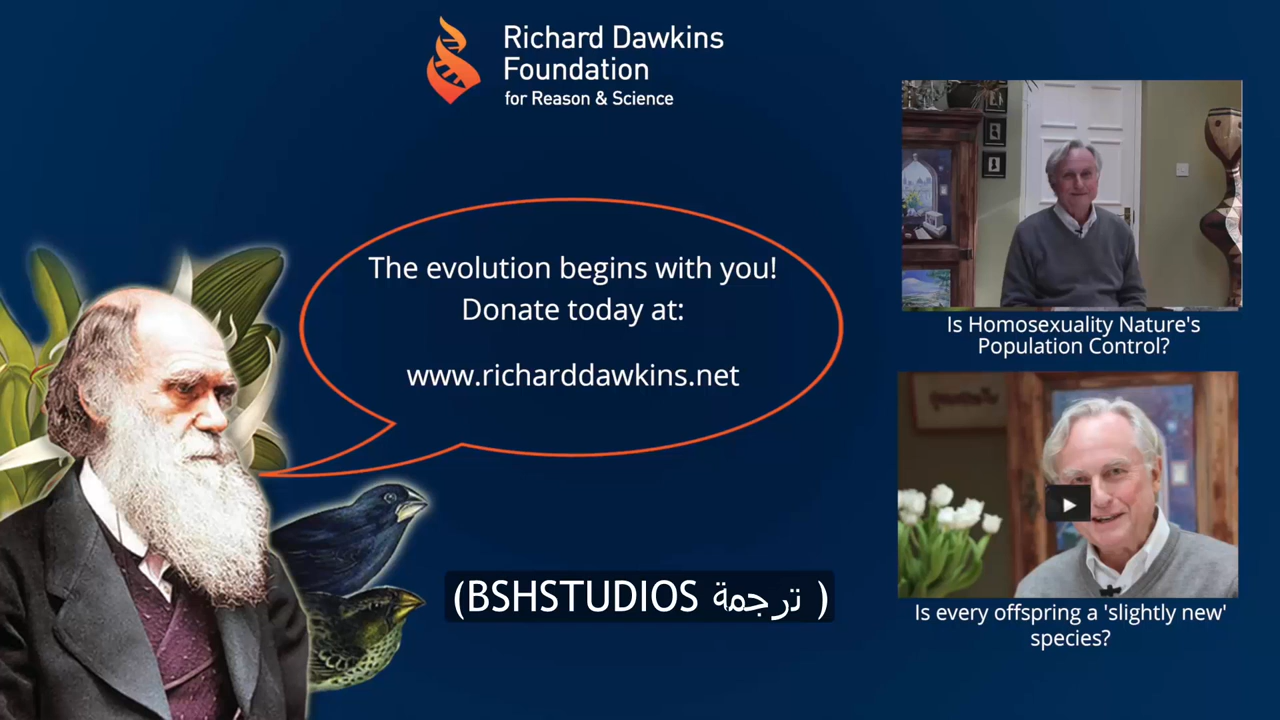 Richard Dawkins
Foundation
for Reason & Science
The evolution begins with you!
Donate today at:
www.richarddawkins.net
Is Homosexuality Nature's
Population Control?
Is every offspring a 'slightly new'
species?
( ترجمة BSHSTUDIOS)